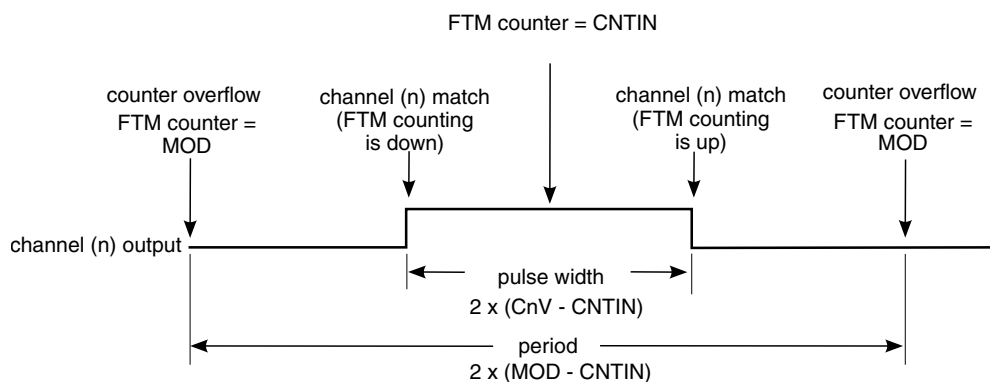 FTM counter = CNTIN
counter overflow
FTM counter =
MOD
channel (n) match
(FTM counting
is down)
channel (n) match
(FTM counting
is up)
counter overflow
FTM counter =
MOD
channel (n) output
pulse width
2 x (CnV - CNTIN)
period
2 x (MOD - CNTIN)